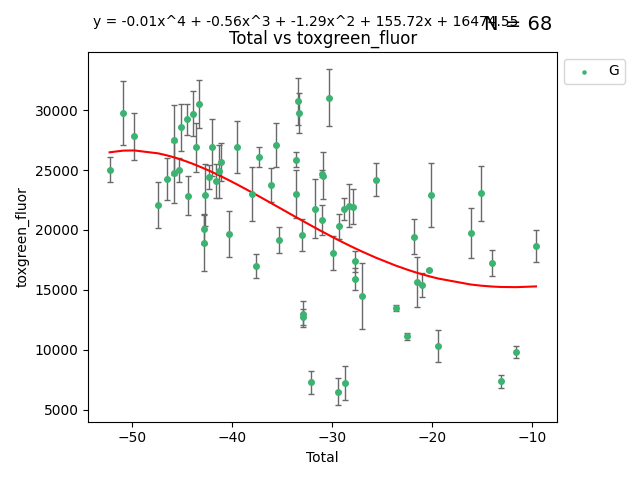 y = -0.01x^4 + -0.56x^3 + -1.29x^2 + 155.72x + 16474.55
N = 68
Total vs toxgreen_fluor
G
30000
25000
20000
15000
10000
5000
toxgreen_fluor
−50 −40 −30 −20 −10
Total